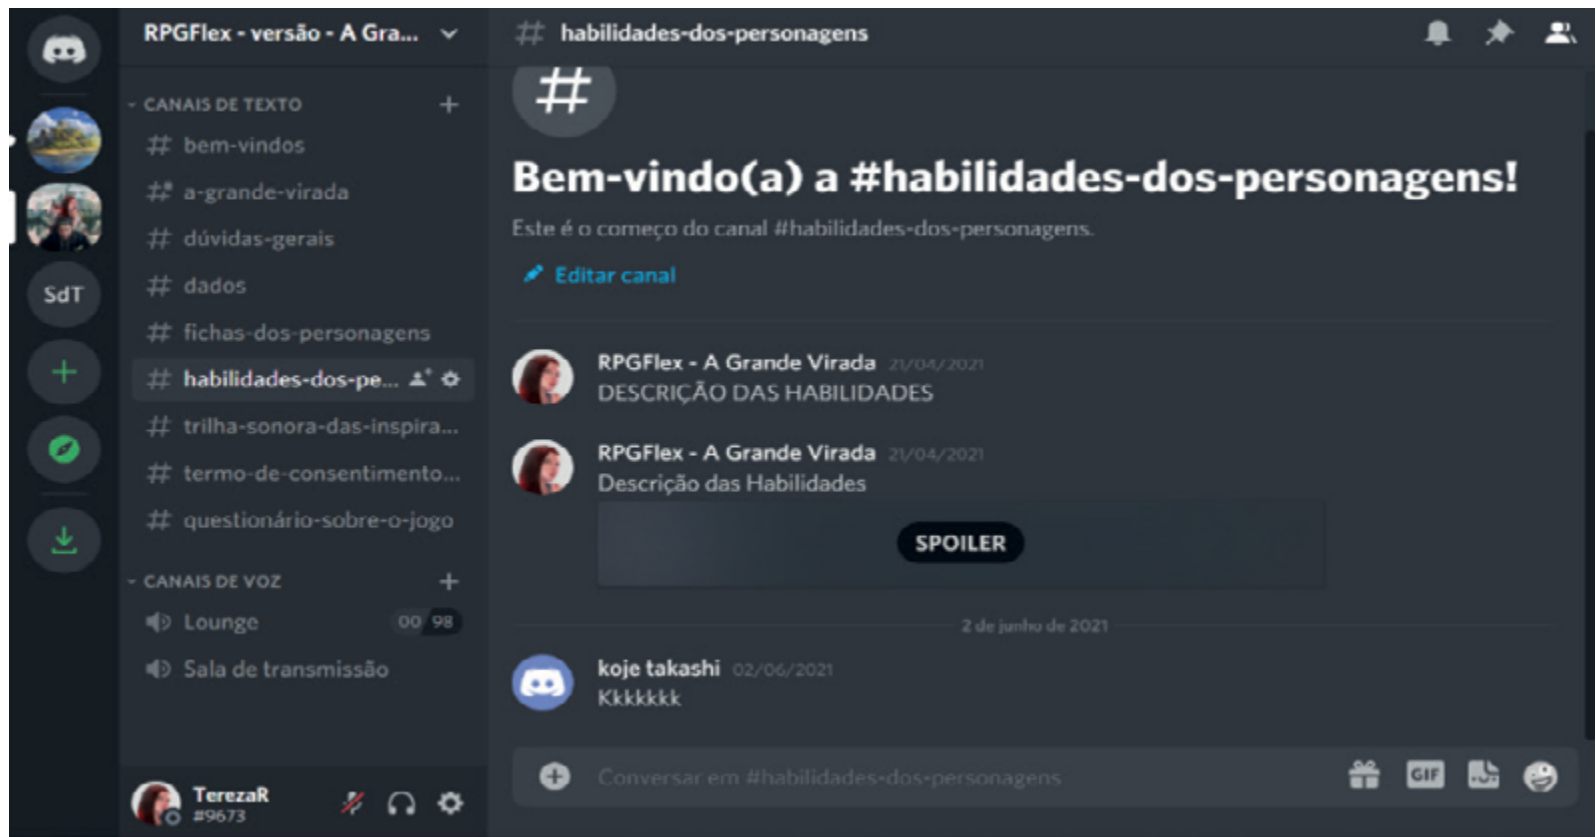 RPGFlex - versão - A Gra...
CANAIS DE TEXTO
bem-vindos
a-grande-virada
dúvidas-gerais
dados
fichas-dos-personagens
habilidades-dos-pe...
trilha-sonora-das-inspira...
termo-de-consentimento...
questionário-sobre-o-jogo
CANAIS DE VOZ
Lounge 00 98
Sala de transmissão
SdT
TerezaR
#9673
# habilidades-dos-personagens
#
Bem-vindo(a) a #habilidades-dos-personagens!
Este é o começo do canal #habilidades-dos-personagens.
Editar canal
RPGFlex - A Grande Virada 21/04/2021
DESCRIÇÃO DAS HABILIDADES
RPGFlex - A Grande Virada 21/04/2021
Descrição das Habilidades
SPOILER
2 de junho de 2021
koje takashi 02/06/2021
Kkkkkkk
Conversar em #habilidades-dos-personagens
GIF